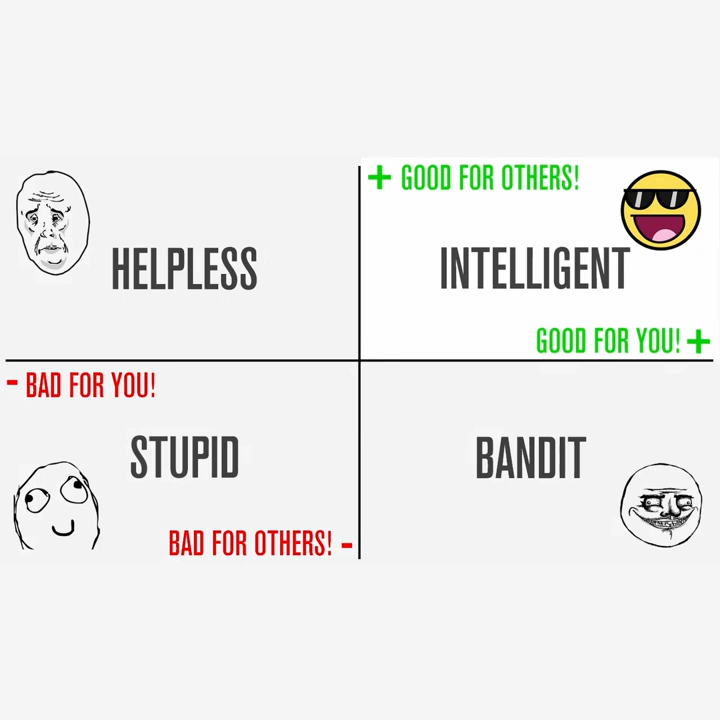 + GOOD FOR OTHERS!
HELPLESS
INTELLIGENT
GOOD FOR YOU! +
- BAD FOR YOU!
STUPID
BANDIT
BAD FOR OTHERS! -